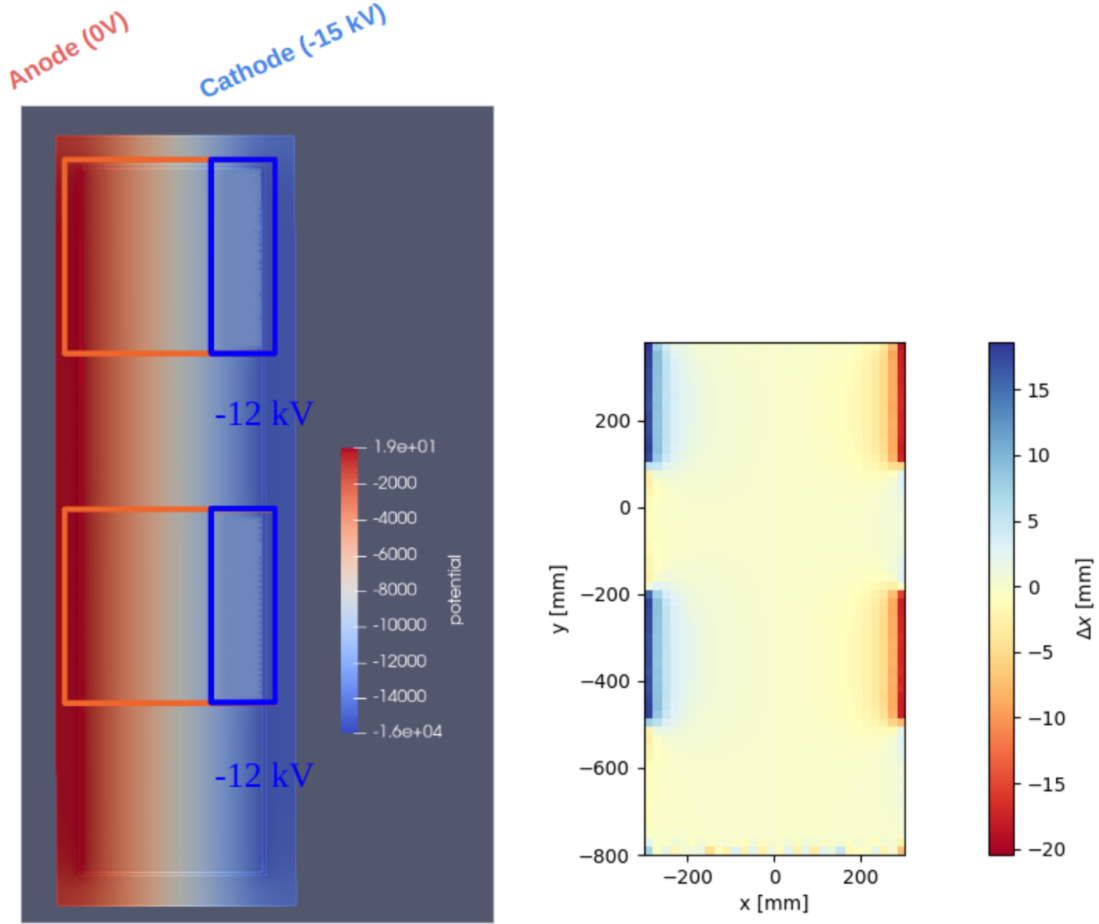 Anode (0V)
Cathode (-15 kV)
-12 kV
1.9e+01
-2000
-4000
-6000
-8000
-10000
-12000
-14000
-1.6e+04
potential
-12 kV
200
0
−200
−400
−600
−800
y [mm]
−200
0
200
x [mm]
15
10
5
0
−5
−10
−15
−20
Δx [mm]